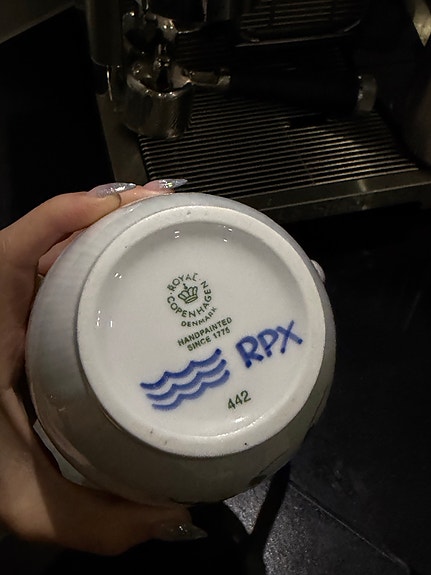 ROYAL
COPENHAGEN
DENMARK
HANDPAINTED
SINCE 1775
RPX
442